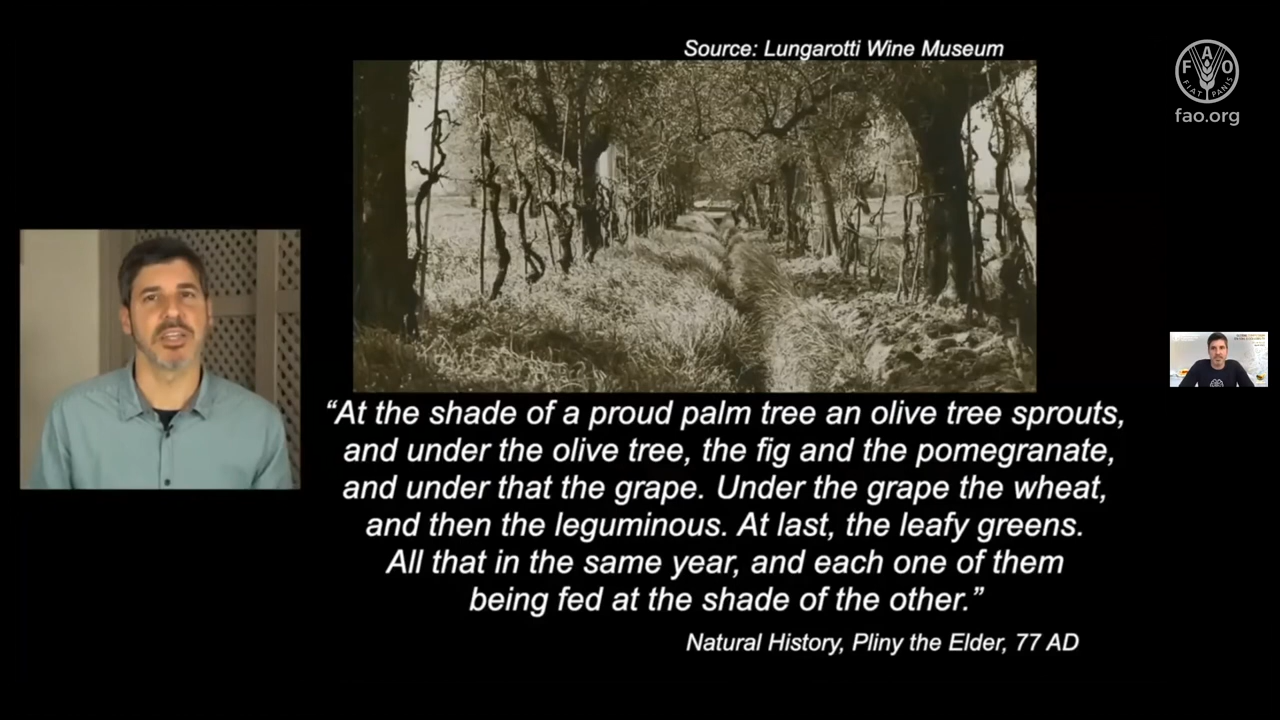 Source: Lungarotti Wine Museum
F A O
FIAT PANIS
fao.org
“At the shade of a proud palm tree an olive tree sprouts,
and under the olive tree, the fig and the pomegranate,
and under that the grape. Under the grape the wheat,
and then the leguminous. At last, the leafy greens.
All that in the same year, and each one of them
being fed at the shade of the other.”
Natural History, Pliny the Elder, 77 AD